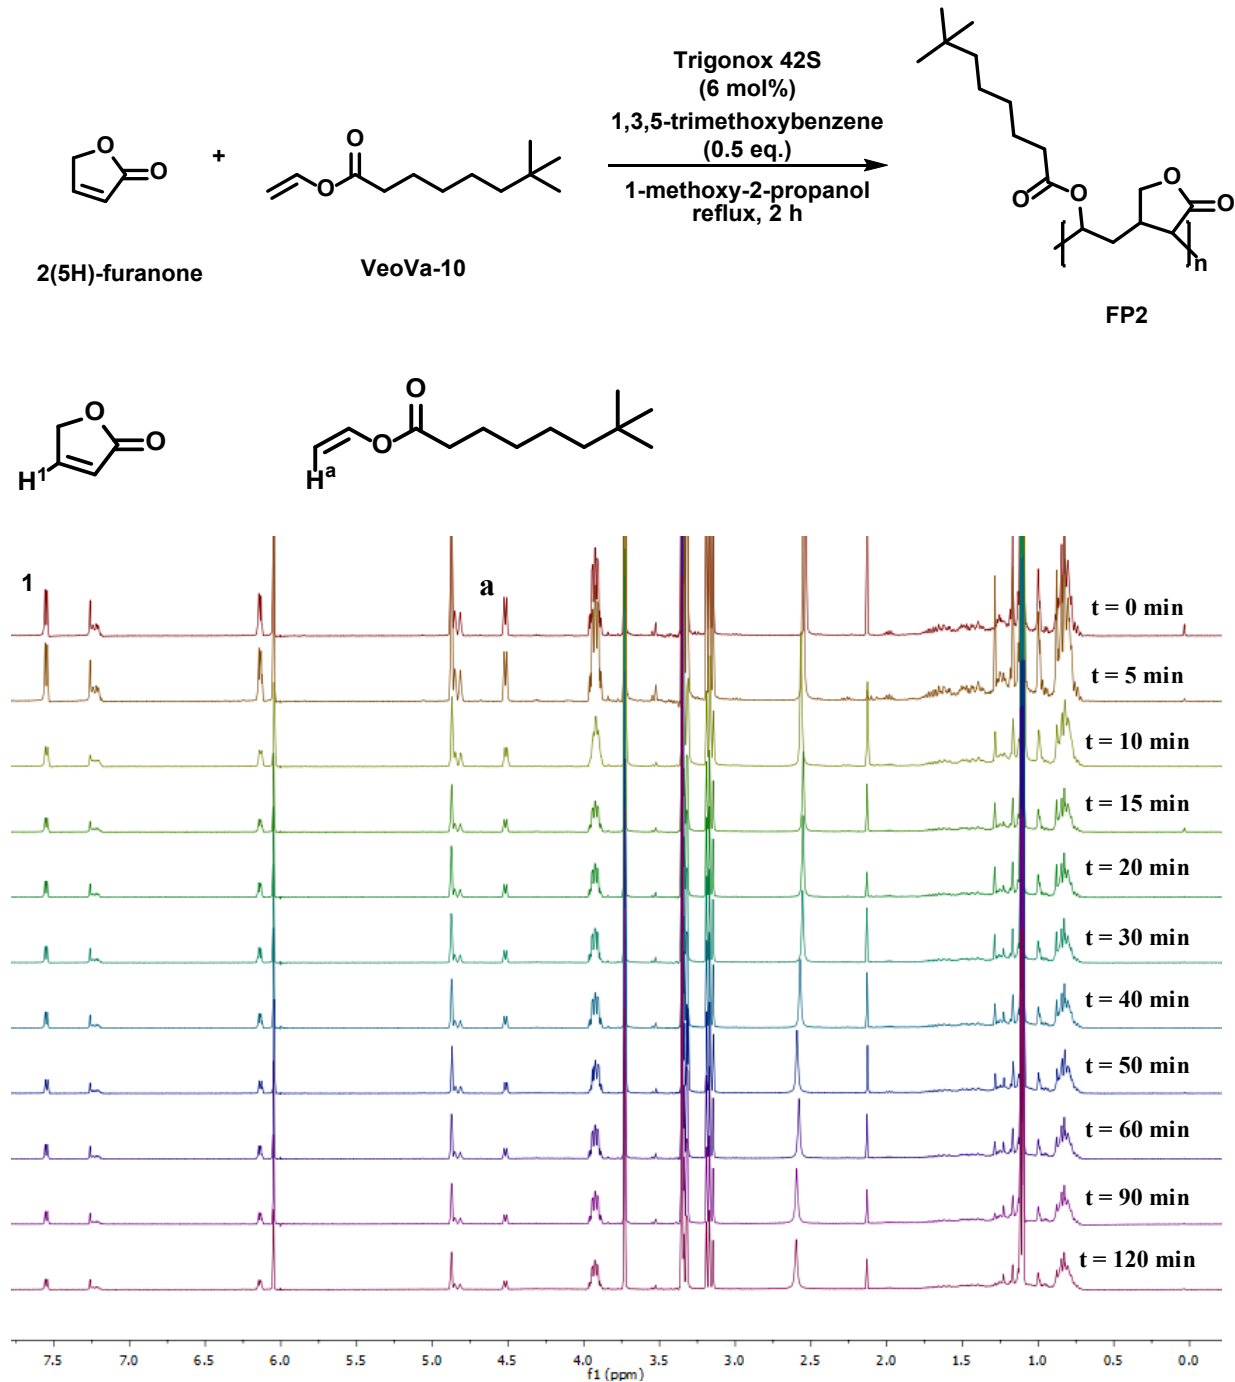 Trigonox 42S
(6 mol%)
1,3,5-trimethoxybenzene
(0.5 eq.)
1-methoxy-2-propanol
reflux, 2 h
O
O
+
O
O
O
O
O
O
n
2(5H)-furanone
VeoVa-10
FP2
O
O
H1
O
O
Ha
1
a
t = 0 min
t = 5 min
t = 10 min
t = 15 min
t = 20 min
t = 30 min
t = 40 min
t = 50 min
t = 60 min
t = 90 min
t = 120 min
7.5 7.0 6.5 6.0 5.5 5.0 4.5 4.0 3.5 3.0 2.5 2.0 1.5 1.0 0.5 0.0
f1 (ppm)